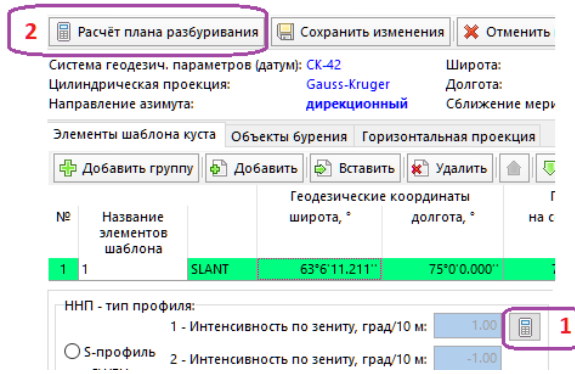 2 Расчёт плана разбуривания Сохранить изменения Отменить
Система геодезич. параметров (датум): СК-42 Широта:
Цилиндрическая проекция: Gauss-Kruger Долгота:
Направление азимута: дирекционный Сближение мери
Элементы шаблона куста Объекты бурения Горизонтальная проекция
Добавить группу Добавить Вставить Удалить
Геодезические координаты
№ Название элементов шаблона широта, ° долгота, ° на с
1 1 SLANT 63°6'11.211'' 75°0'0.000''
ННП - тип профиля:
1 - Интенсивность по зениту, град/10 м: 1.00 1
S-профиль 2 - Интенсивность по зениту, град/10 м: -1.00